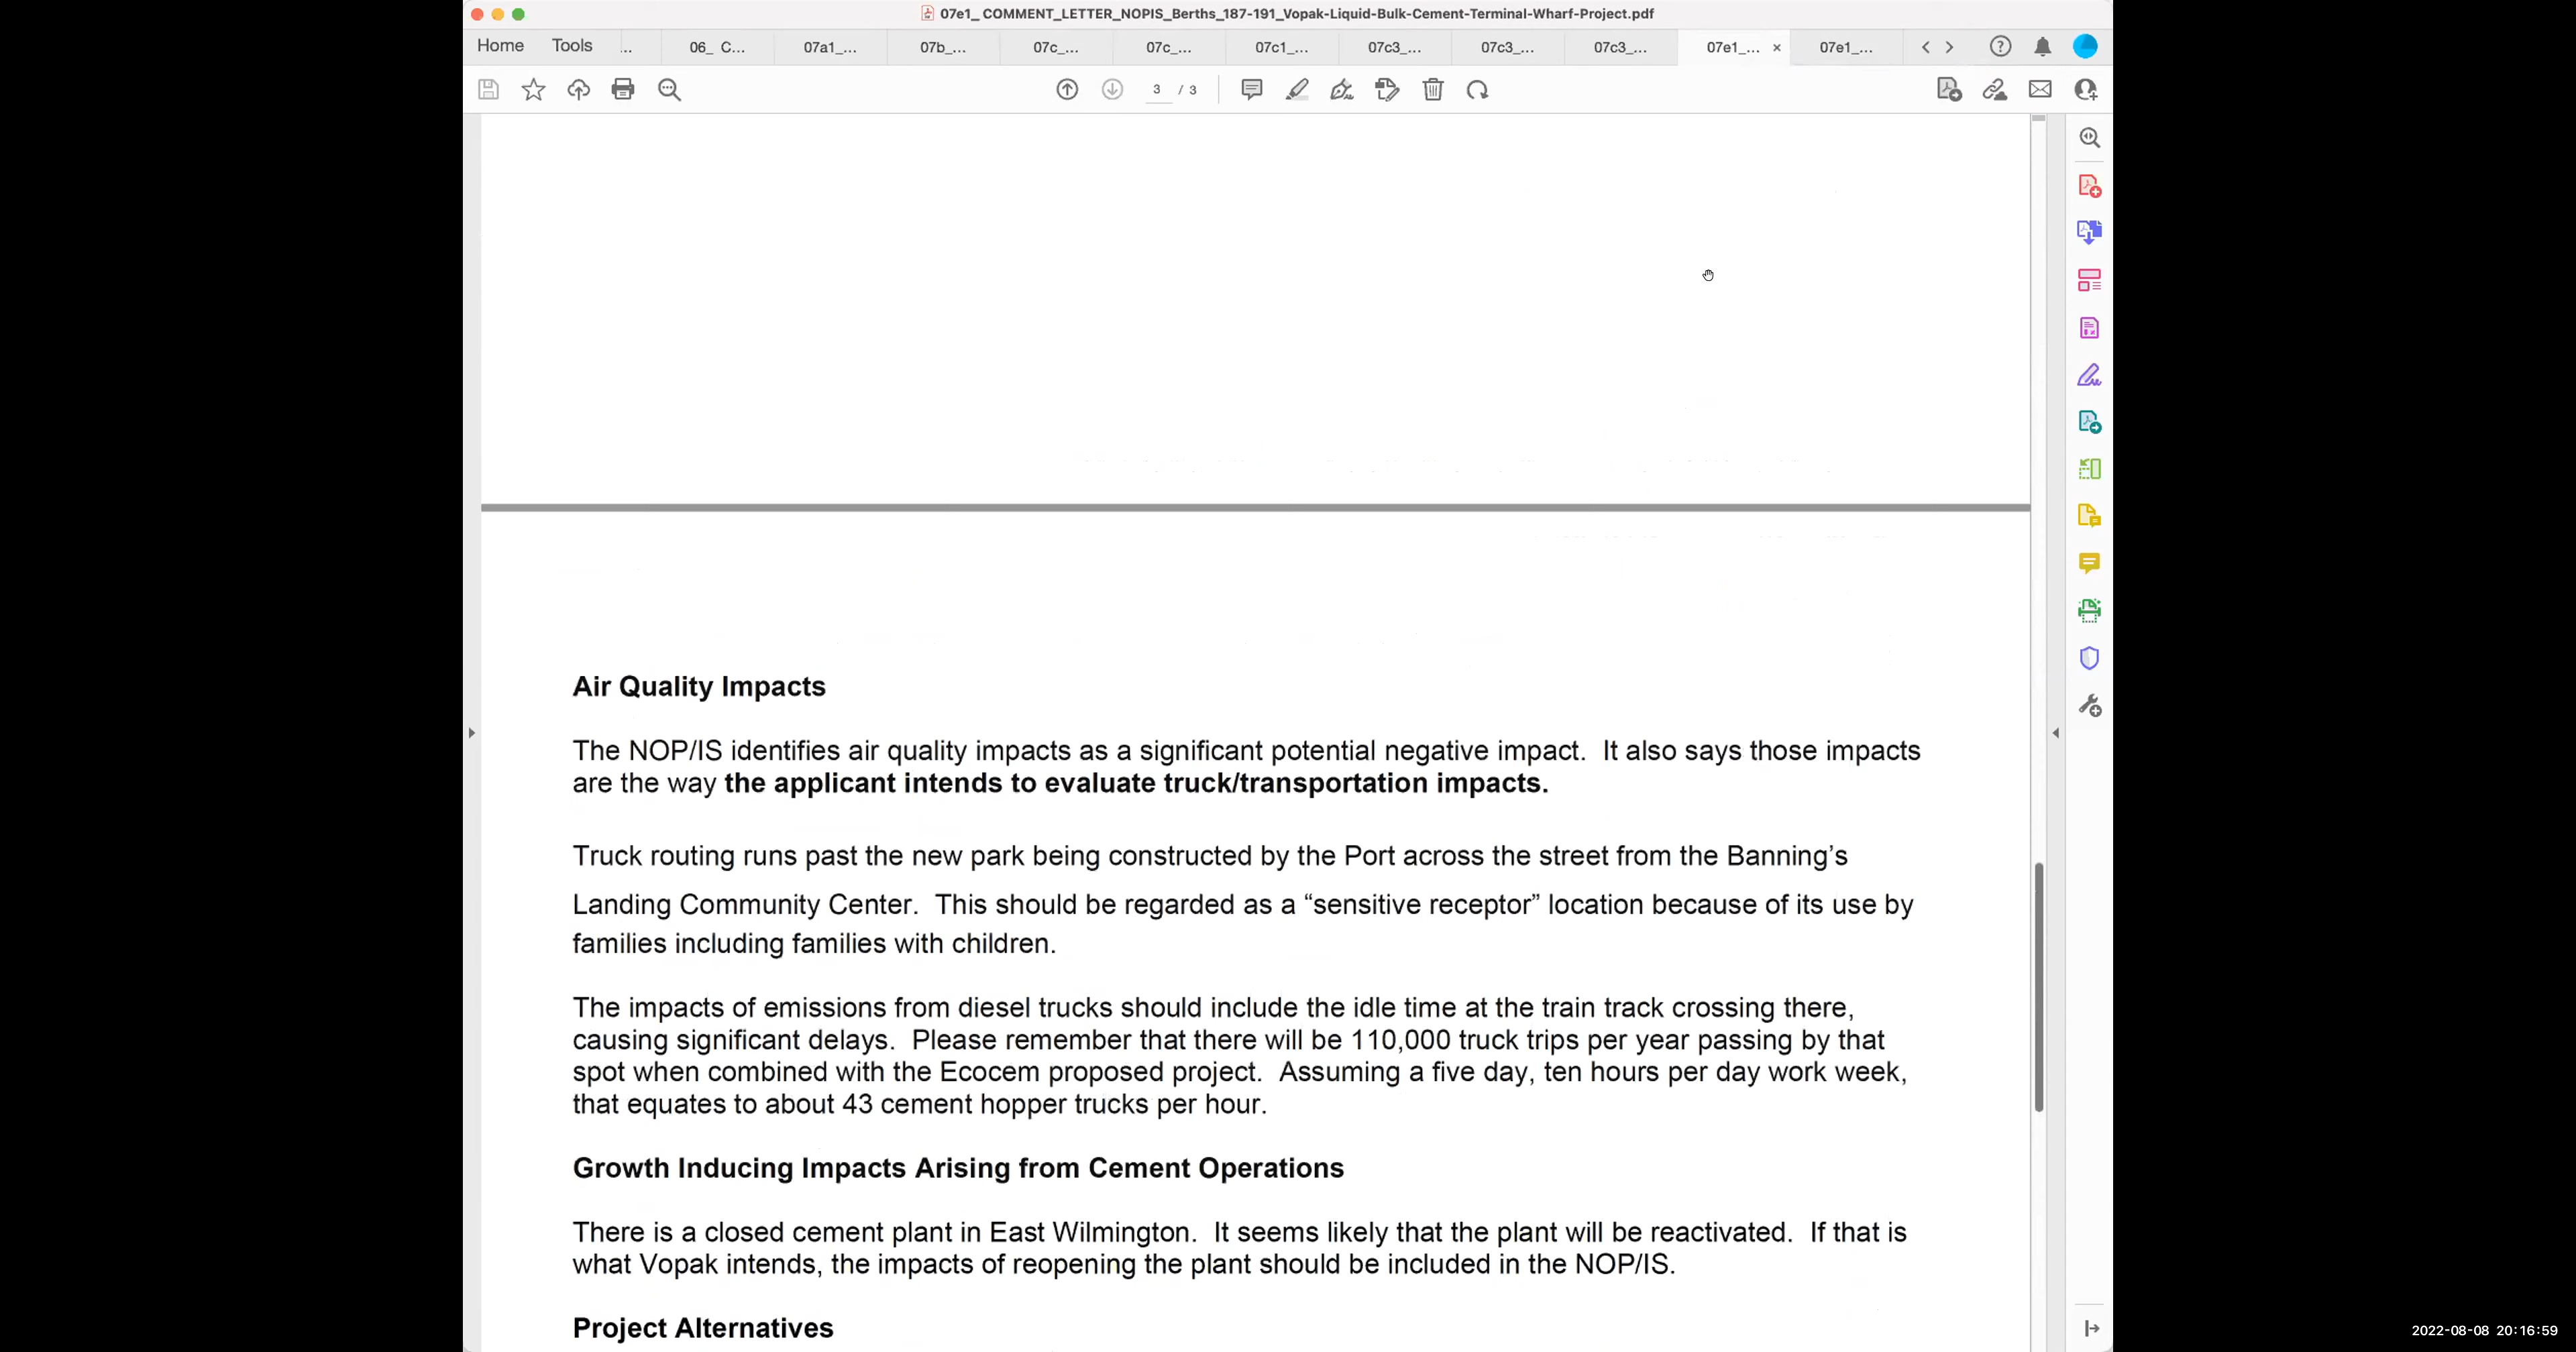 07e1_ COMMENT_LETTER_NOPIS_Berths_187-191_Vopak-Liquid-Bulk-Cement-Terminal-Wharf-Project.pdf
Home Tools ... 06_ C... 07a1_... 07b_... 07c_... 07c_... 07c1_... 07c3_... 07c3_... 07c3_... 07e1_... × 07e1_...
3 / 3
Air Quality Impacts
The NOP/IS identifies air quality impacts as a significant potential negative impact.  It also says those impacts
are the way the applicant intends to evaluate truck/transportation impacts.
Truck routing runs past the new park being constructed by the Port across the street from the Banning’s
Landing Community Center.  This should be regarded as a “sensitive receptor” location because of its use by
families including families with children.
The impacts of emissions from diesel trucks should include the idle time at the train track crossing there,
causing significant delays.  Please remember that there will be 110,000 truck trips per year passing by that
spot when combined with the Ecocem proposed project.  Assuming a five day, ten hours per day work week,
that equates to about 43 cement hopper trucks per hour.
Growth Inducing Impacts Arising from Cement Operations
There is a closed cement plant in East Wilmington.  It seems likely that the plant will be reactivated.  If that is
what Vopak intends, the impacts of reopening the plant should be included in the NOP/IS.
Project Alternatives
2022-08-08 20:16:59